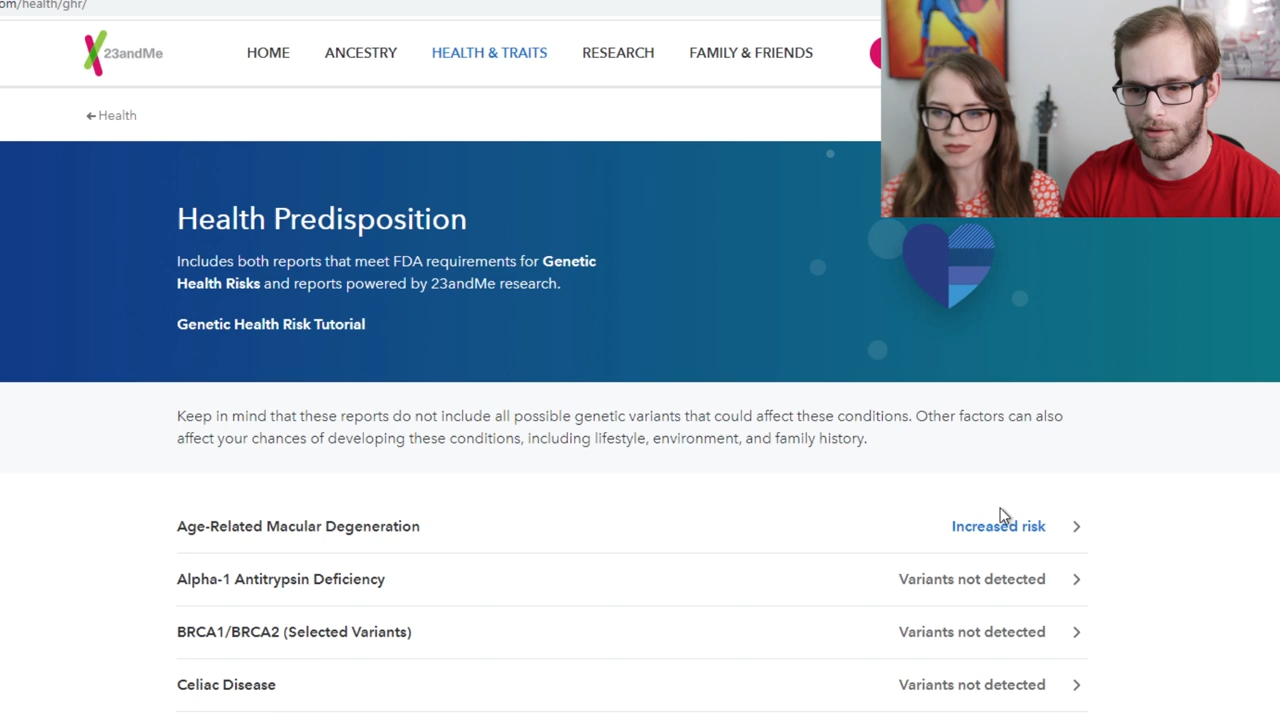 om/health/ghr/
23andMe
HOME ANCESTRY HEALTH & TRAITS RESEARCH FAMILY & FRIENDS
Health
Health Predisposition
Includes both reports that meet FDA requirements for Genetic
Health Risks and reports powered by 23andMe research.
Genetic Health Risk Tutorial
Keep in mind that these reports do not include all possible genetic variants that could affect these conditions. Other factors can also
affect your chances of developing these conditions, including lifestyle, environment, and family history.
Age-Related Macular Degeneration Increased risk
Alpha-1 Antitrypsin Deficiency Variants not detected
BRCA1/BRCA2 (Selected Variants) Variants not detected
Celiac Disease Variants not detected